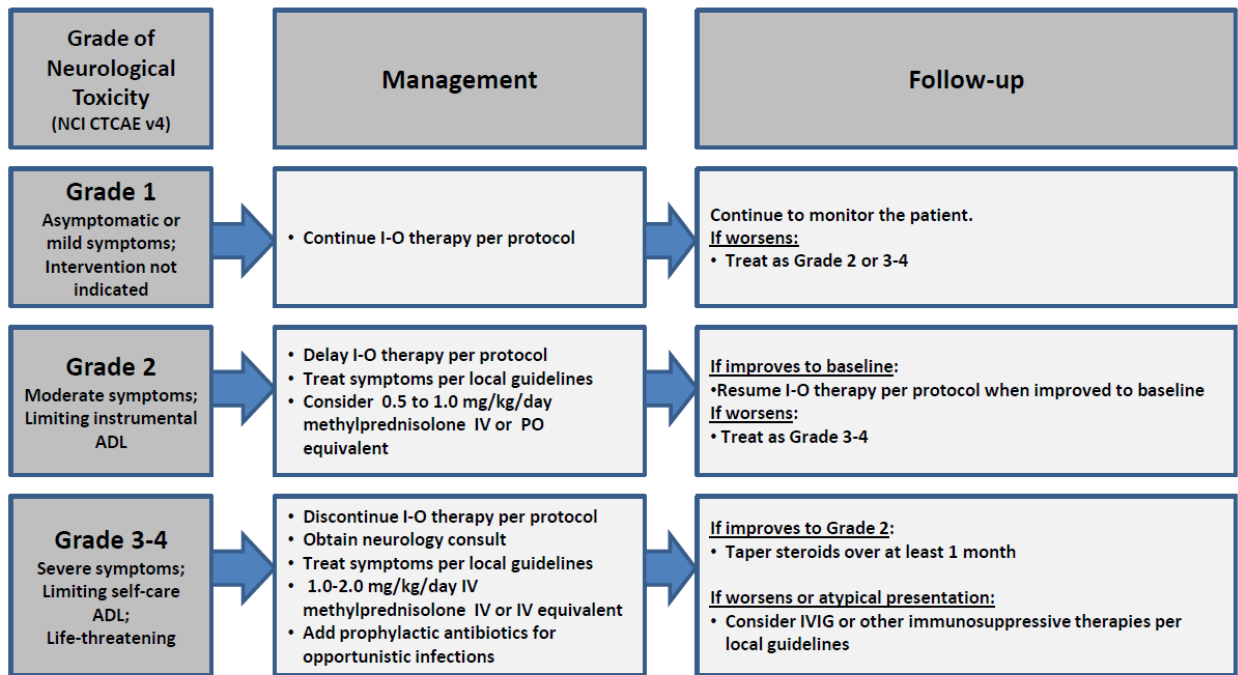 Grade of
Neurological
Toxicity
(NCI CTCAE v4)
Management
Follow-up
Grade 1
Asymptomatic or
mild symptoms;
Intervention not
indicated
• Continue I-O therapy per protocol
Continue to monitor the patient.
If worsens:
• Treat as Grade 2 or 3-4
Grade 2
Moderate symptoms;
Limiting instrumental
ADL
• Delay I-O therapy per protocol
• Treat symptoms per local guidelines
• Consider 0.5 to 1.0 mg/kg/day
methylprednisolone IV or PO
equivalent
If improves to baseline:
•Resume I-O therapy per protocol when improved to baseline
If worsens:
• Treat as Grade 3-4
Grade 3-4
Severe symptoms;
Limiting self-care
ADL;
Life-threatening
• Discontinue I-O therapy per protocol
• Obtain neurology consult
• Treat symptoms per local guidelines
• 1.0-2.0 mg/kg/day IV
methylprednisolone IV or IV equivalent
• Add prophylactic antibiotics for
opportunistic infections
If improves to Grade 2:
• Taper steroids over at least 1 month
If worsens or atypical presentation:
• Consider IVIG or other immunosuppressive therapies per
local guidelines